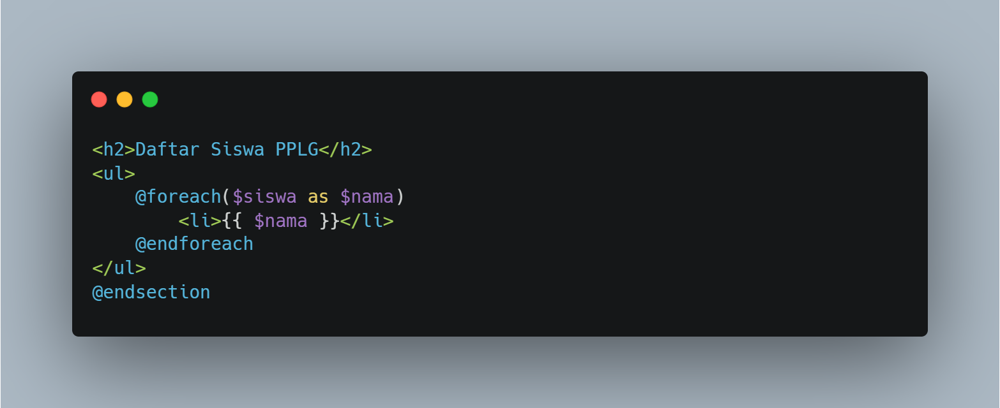 <h2>Daftar Siswa PPLG</h2>
<ul>
    @foreach($siswa as $nama)
        <li>{{ $nama }}</li>
    @endforeach
</ul>
@endsection